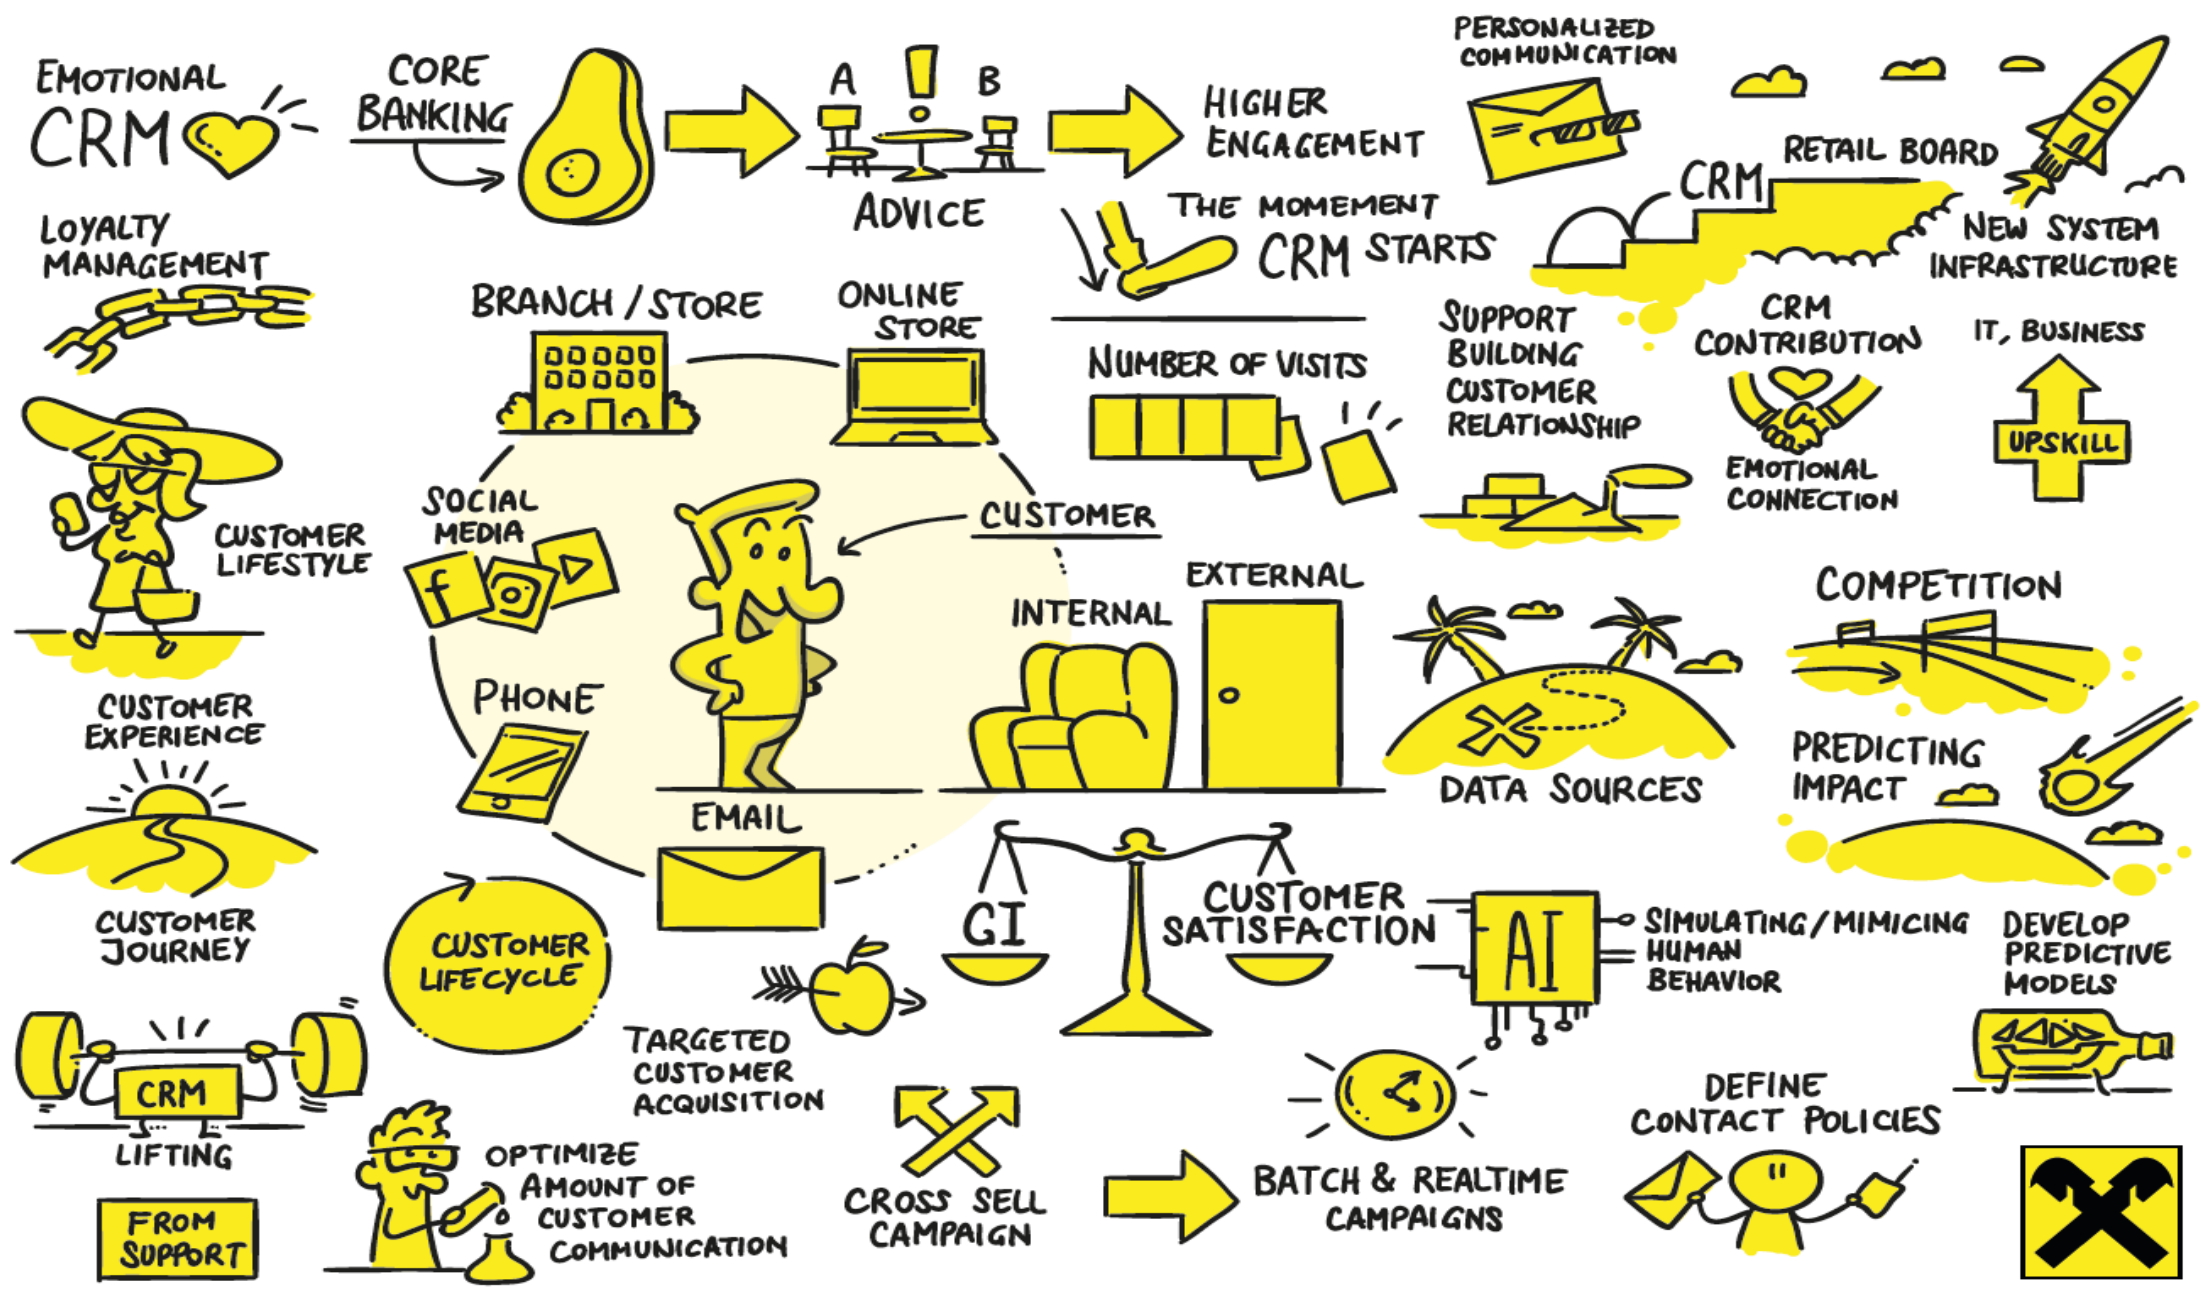 EMOTIONAL
CRM
CORE
BANKING
A
!
B
ADVICE
HIGHER
ENGAGEMENT
PERSONALIZED
COMMUNICATION
CRM
RETAIL BOARD
NEW SYSTEM
INFRASTRUCTURE
LOYALTY
MANAGEMENT
THE MOMEMENT
CRM STARTS
BRANCH / STORE
ONLINE
STORE
NUMBER OF VISITS
SUPPORT
BUILDING
CUSTOMER
RELATIONSHIP
CRM
CONTRIBUTION
EMOTIONAL
CONNECTION
IT, BUSINESS
UPSKILL
CUSTOMER
LIFESTYLE
SOCIAL
MEDIA
f
CUSTOMER
PHONE
EMAIL
INTERNAL
EXTERNAL
DATA SOURCES
COMPETITION
PREDICTING
IMPACT
CUSTOMER
EXPERIENCE
CUSTOMER
JOURNEY
CUSTOMER
LIFECYCLE
GI
CUSTOMER
SATISFACTION
AI
SIMULATING/MIMICING
HUMAN
BEHAVIOR
DEVELOP
PREDICTIVE
MODELS
CRM
LIFTING
FROM
SUPPORT
TARGETED
CUSTOMER
ACQUISITION
OPTIMIZE
AMOUNT OF
CUSTOMER
COMMUNICATION
CROSS SELL
CAMPAIGN
BATCH & REALTIME
CAMPAIGNS
DEFINE
CONTACT POLICIES